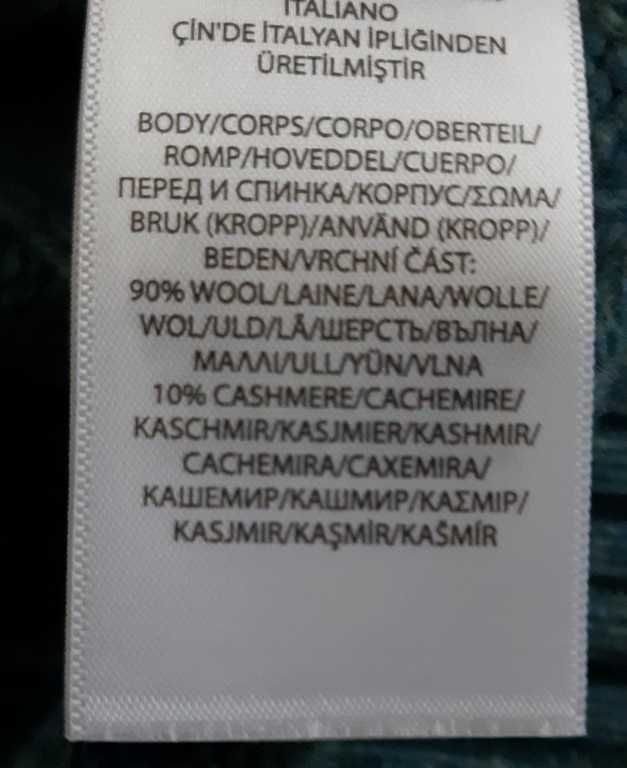 ITALIANO
ÇİN'DE İTALYAN İPLİĞİNDEN
ÜRETİLMİŞTİR
BODY/CORPS/CORPO/OBERTEIL/
ROMP/HOVEDDEL/CUERPO/
ПЕРЕД И СПИНКА/КОРПУС/ΣΩΜΑ/
BRUK (KROPP)/ANVÄND (KROPP)/
BEDEN/VRCHNÍ ČÁST:
90% WOOL/LAINE/LANA/WOLLE/
WOL/ULD/LÃ/ШЕРСТЬ/ВЪЛНА/
ΜΑΛΛΙ/ULL/YÜN/VLNA
10% CASHMERE/CACHEMIRE/
KASCHMIR/KASJMIER/KASHMIR/
CACHEMIRA/CAXEMIRA/
КАШЕМИР/КАШМИР/ΚΑΣΜΙΡ/
KASJMIR/KAŞMİR/KAŠMÍR